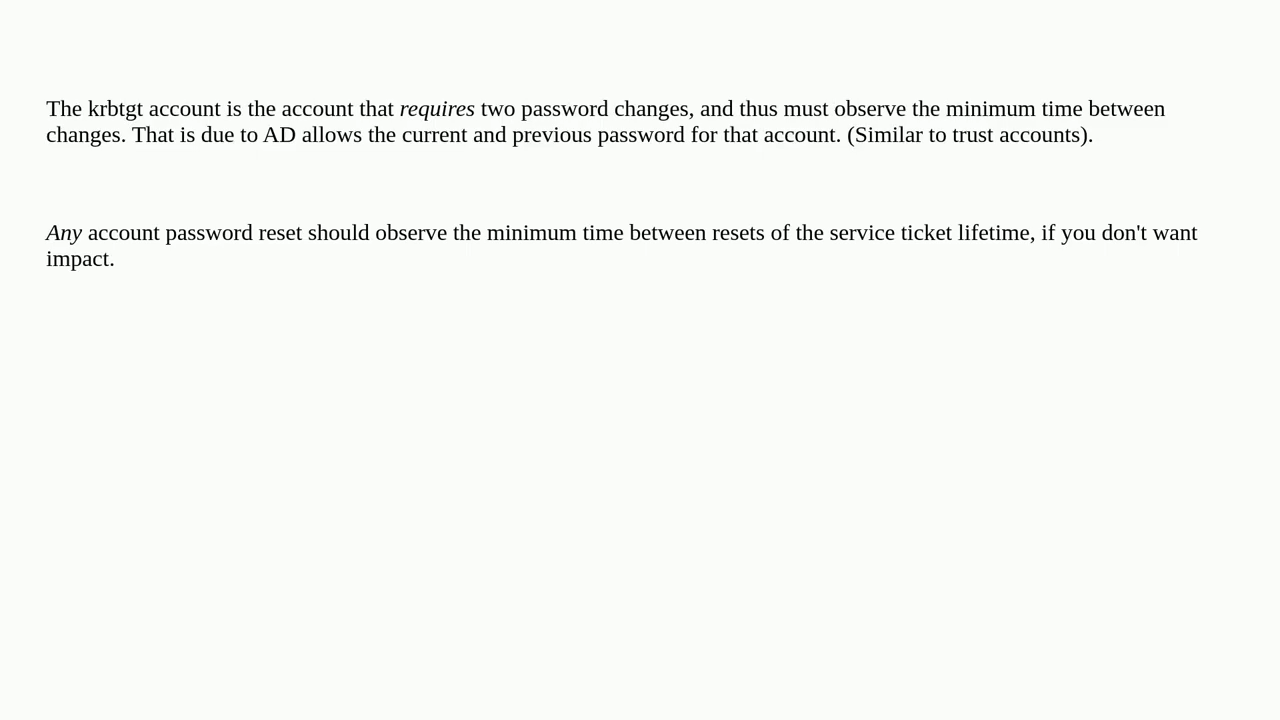 The krbtgt account is the account that requires two password changes, and thus must observe the minimum time between
changes. That is due to AD allows the current and previous password for that account. (Similar to trust accounts).
Any account password reset should observe the minimum time between resets of the service ticket lifetime, if you don't want
impact.